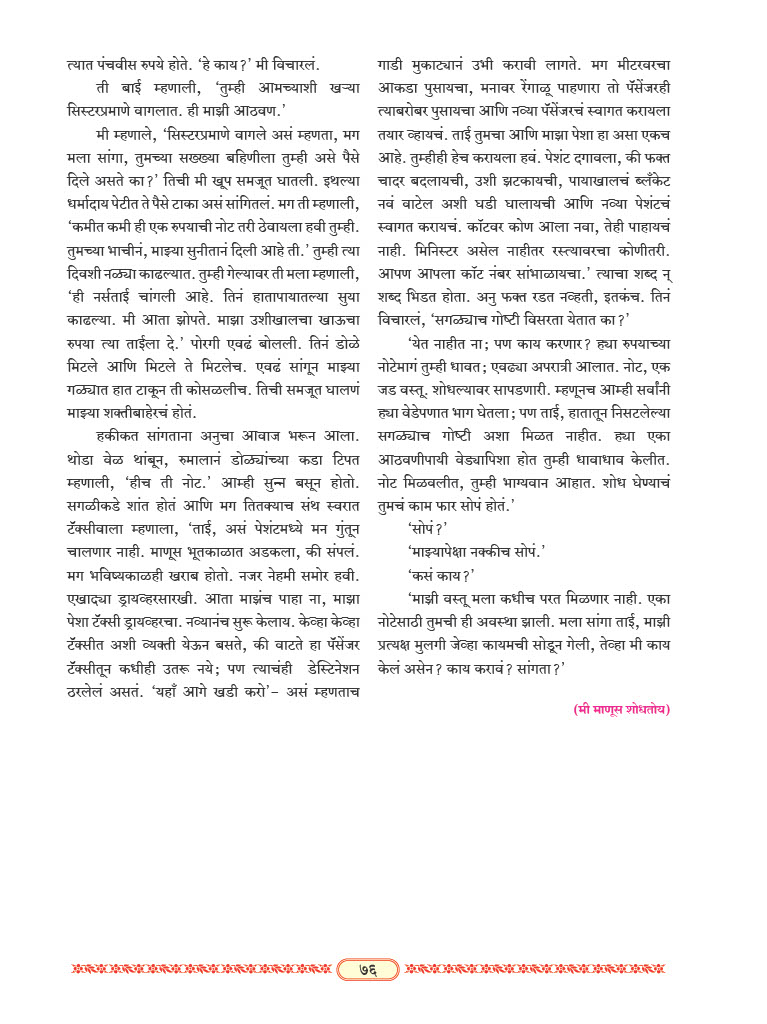 त्यात पंचवीस रुपये होते. ‘हे काय?’ मी विचारलं.
ती बाई म्हणाली, ‘तुम्ही आमच्याशी खऱ्या
सिस्टरप्रमाणे वागलात. ही माझी आठवण.’
मी म्हणाले, ‘सिस्टरप्रमाणे वागले असं म्हणता, मग
मला सांगा, तुमच्या सख्ख्या बहिणीला तुम्ही असे पैसे
दिले असते का?’ तिची मी खूप समजूत घातली. इथल्या
धर्मादाय पेटीत ते पैसे टाका असं सांगितलं. मग ती म्हणाली,
‘कमीत कमी ही एक रुपयाची नोट तरी ठेवायला हवी तुम्ही.
तुमच्या भाचीनं, माझ्या सुनीतानं दिली आहे ती.’ तुम्ही त्या
दिवशी नळ्या काढल्यात. तुम्ही गेल्यावर ती मला म्हणाली,
‘ही नर्सताई चांगली आहे. तिनं हातापायातल्या सुया
काढल्या. मी आता झोपते. माझा उशीखालचा खाऊचा
रुपया त्या ताईंला दे.’ पोरगी एवढं बोलली. तिनं डोळे
मिटले आणि मिटले ते मिटलेच. एवढं सांगून माझ्या
गळ्यात हात टाकून ती कोसळलीच. तिची समजूत घालणं
माझ्या शक्तीबाहेरचं होतं.
हकीकत सांगताना अनुचा आवाज भरून आला.
थोडा वेळ थांबून, रुमालानं डोळ्यांच्या कडा टिपत
म्हणाली, ‘हीच ती नोट.’ आम्ही सुन्न बसून होतो.
सगळीकडे शांत होतं आणि मग तितक्याच संथ स्वरात
टॅक्सीवाला म्हणाला, ‘ताई, असं पेशंटमध्ये मन गुंतून
चालणार नाही. माणूस भूतकाळात अडकला, की संपलं.
मग भविष्यकाळही खराब होतो. नजर नेहमी समोर हवी.
एखाद्या ड्रायव्हरसारखी. आता माझंच पाहा ना, माझा
पेशा टॅक्सी ड्रायव्हरचा. नव्यानंच सुरू केलाय. केव्हा केव्हा
टॅक्सीत अशी व्यक्ती येऊन बसते, की वाटते हा पॅसेंजर
टॅक्सीतून कधीही उतरू नये; पण त्याचंही डेस्टिनेशन
ठरलेलं असतं. ‘यहाँ आगे खडी करो’– असं म्हणताच
गाडी मुकाट्यानं उभी करावी लागते. मग मीटरवरचा
आकडा पुसायचा, मनावर रेंगाळू पाहणारा तो पॅसेंजरही
त्याबरोबर पुसायचा आणि नव्या पॅसेंजरचं स्वागत करायला
तयार व्हायचं. ताई तुमचा आणि माझा पेशा हा असा एकच
आहे. तुम्हीही हेच करायला हवं. पेशंट दगावला, की फक्त
चादर बदलायची, उशी झटकायची, पायाखालचं ब्लँकेट
नवं वाटेल अशी घडी घालायची आणि नव्या पेशंटचं
स्वागत करायचं. कॉटवर कोण आला नवा, तेही पाहायचं
नाही. मिनिस्टर असेल नाहीतर रस्त्यावरचा कोणीतरी.
आपण आपला कॉट नंबर सांभाळायचा.’ त्याचा शब्द न्
शब्द भिडत होता. अनु फक्त रडत नव्हती, इतकंच. तिनं
विचारलं, ‘सगळ्याच गोष्टी विसरता येतात का?’
‘येत नाहीत ना; पण काय करणार? ह्या रुपयाच्या
नोटेमागं तुम्ही धावत; एवढ्या अपरात्री आलात. नोट, एक
जड वस्तू. शोधल्यावर सापडणारी. म्हणूनच आम्ही सर्वांनी
ह्या वेडेपणात भाग घेतला; पण ताई, हातातून निसटलेल्या
सगळ्याच गोष्टी अशा मिळत नाहीत. ह्या एका
आठवणीपायी वेड्यापिशा होत तुम्ही धावाधाव केलीत.
नोट मिळवलीत, तुम्ही भाग्यवान आहात. शोध घेण्याचं
तुमचं काम फार सोपं होतं.’
‘सोपं?’
‘माझ्यापेक्षा नक्कीच सोपं.’
‘कसं काय?’
‘माझी वस्तू मला कधीच परत मिळणार नाही. एका
नोटेसाठी तुमची ही अवस्था झाली. मला सांगा ताई, माझी
प्रत्यक्ष मुलगी जेव्हा कायमची सोडून गेली, तेव्हा मी काय
केलं असेन? काय करावं? सांगता?’
(मी माणूस शोधतोय)
७६